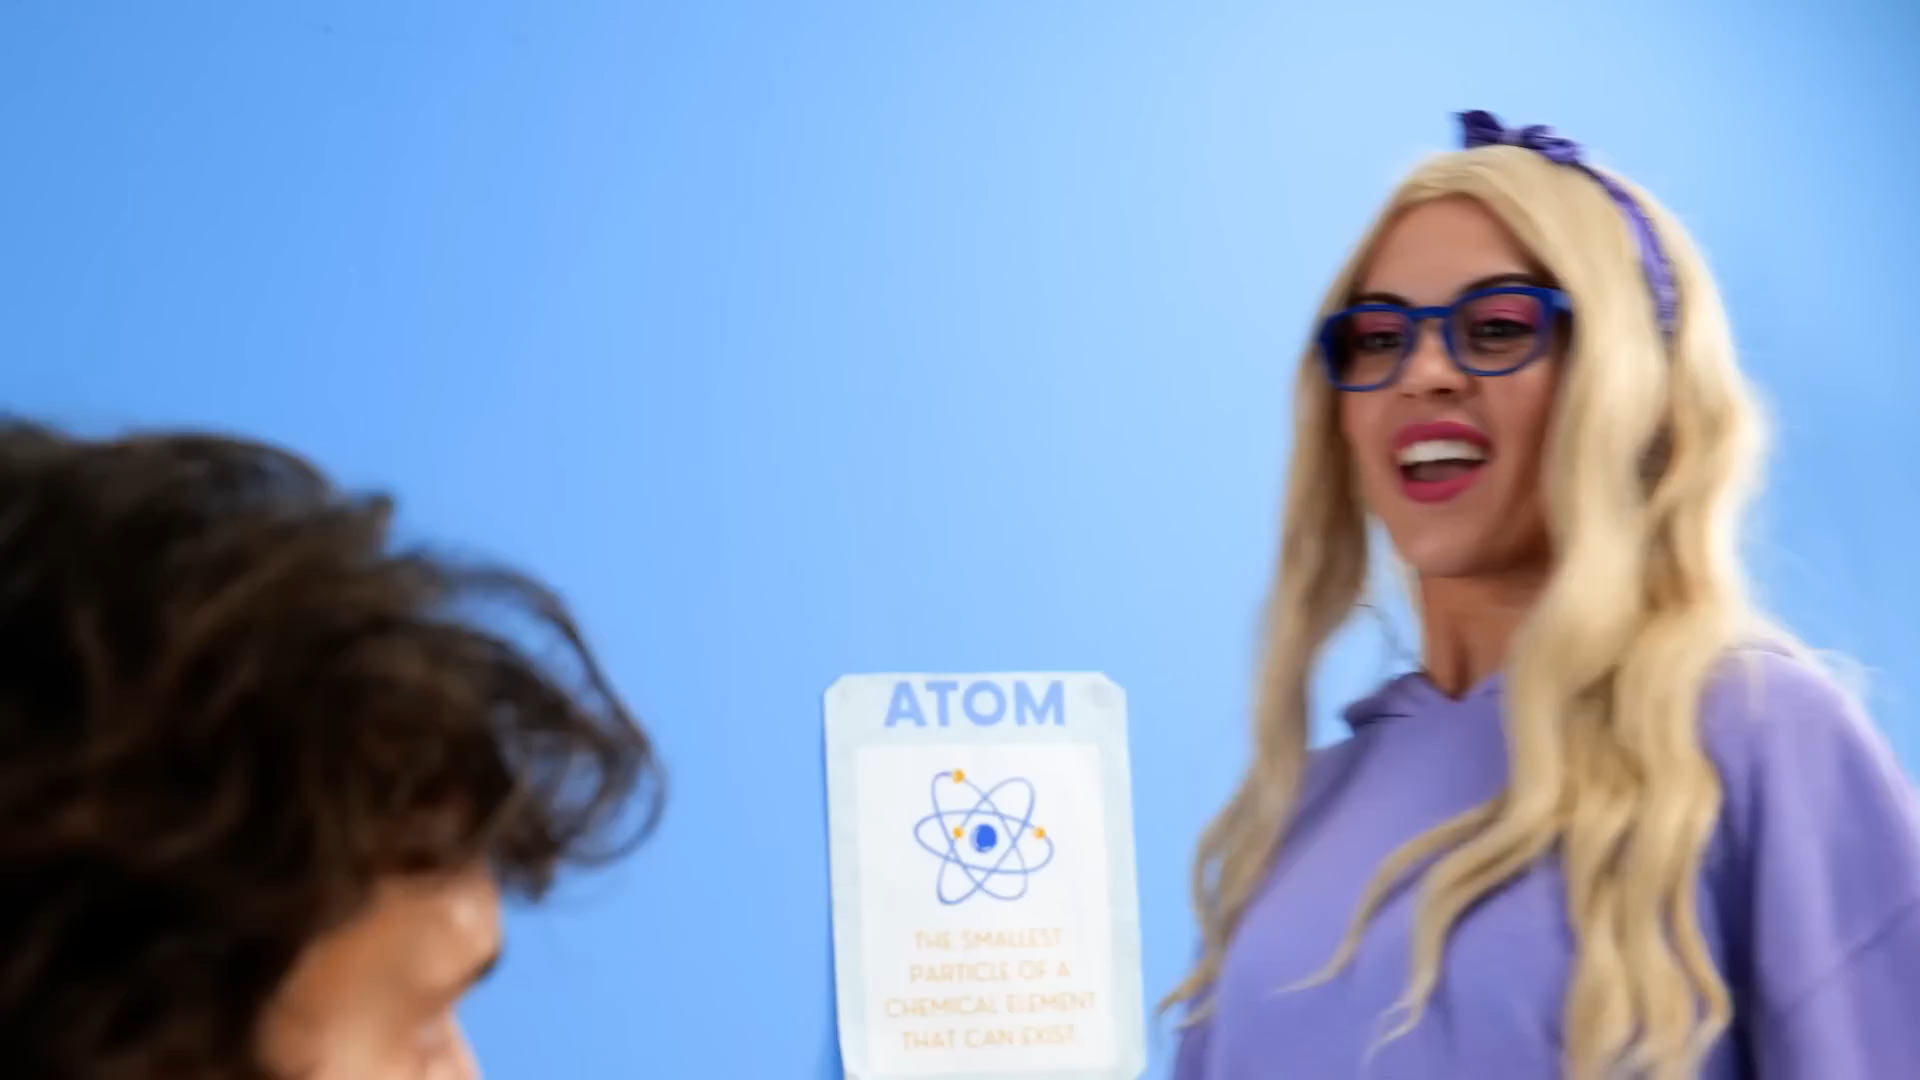 ATOM
THE SMALLEST
PARTICLE OF A
CHEMICAL ELEMENT
THAT CAN EXIST.